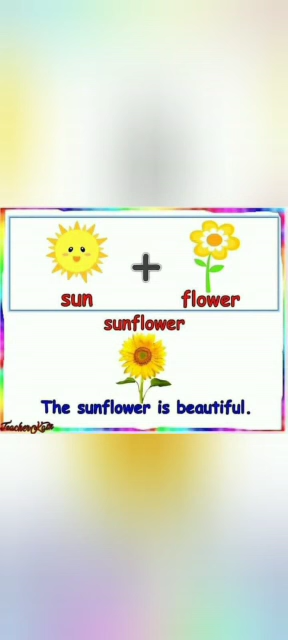 sun
flower
sunflower
The sunflower is beautiful.